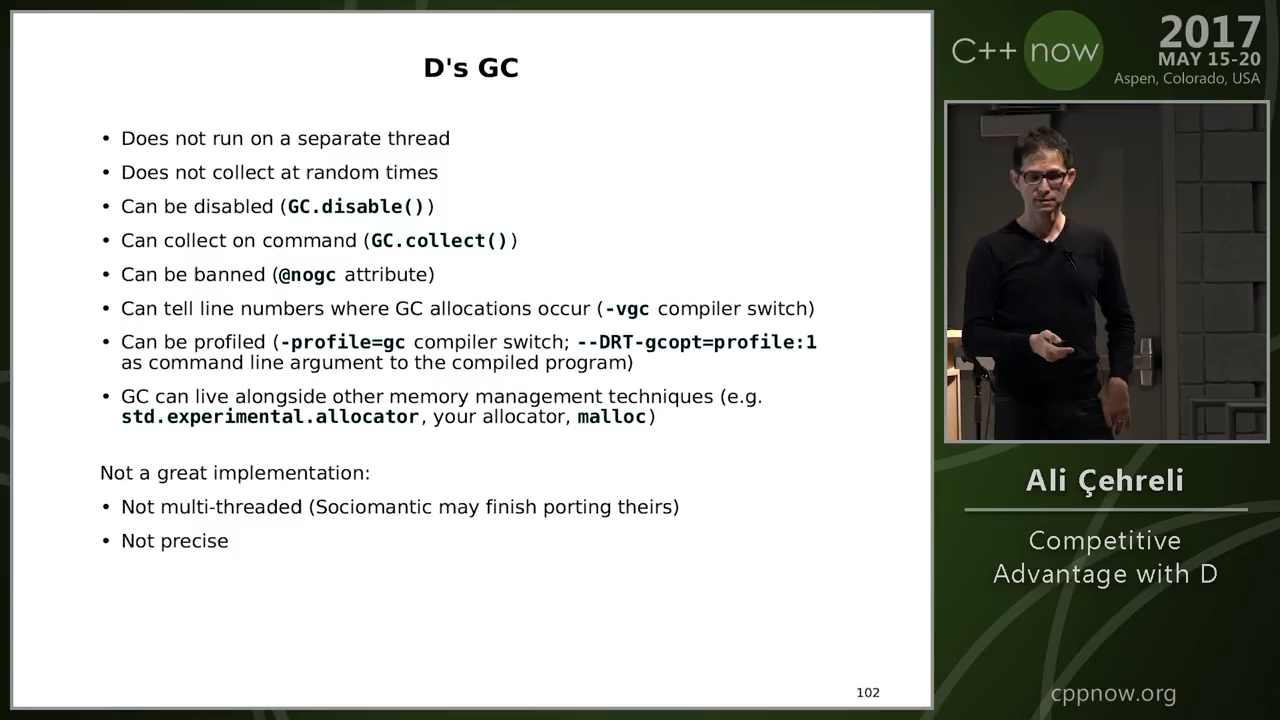 D's GC
• Does not run on a separate thread
• Does not collect at random times
• Can be disabled (GC.disable())
• Can collect on command (GC.collect())
• Can be banned (@nogc attribute)
• Can tell line numbers where GC allocations occur (-vgc compiler switch)
• Can be profiled (-profile=gc compiler switch; --DRT-gcopt=profile:1
as command line argument to the compiled program)
• GC can live alongside other memory management techniques (e.g.
std.experimental.allocator, your allocator, malloc)
Not a great implementation:
• Not multi-threaded (Sociomantic may finish porting theirs)
• Not precise
102
C++ now
2017
MAY 15-20
Aspen, Colorado, USA
Ali Çehreli
Competitive
Advantage with D
cppnow.org